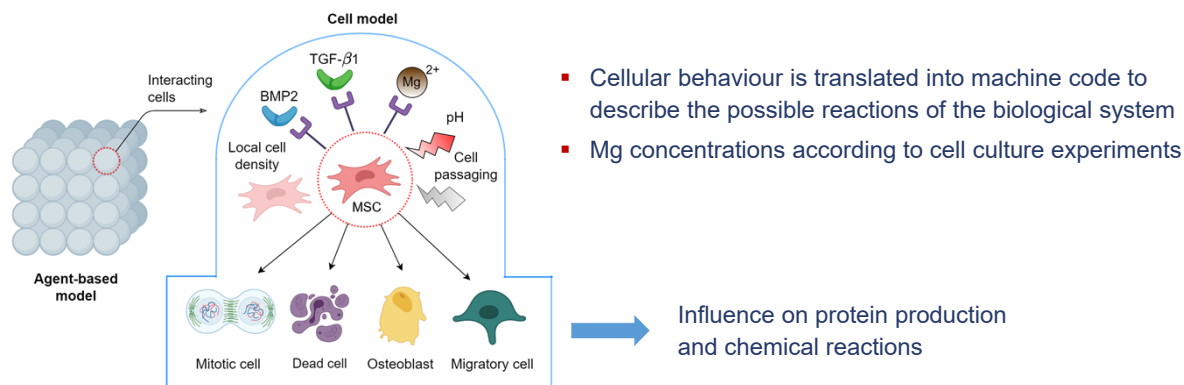 Cell model
TGF-β1
Mg 2+
BMP2
Interacting
cells
pH
Local cell
density
Cell
passaging
MSC
Agent-based
model
Mitotic cell
Dead cell
Osteoblast
Migratory cell
▪ Cellular behaviour is translated into machine code to
describe the possible reactions of the biological system
▪ Mg concentrations according to cell culture experiments
Influence on protein production
and chemical reactions